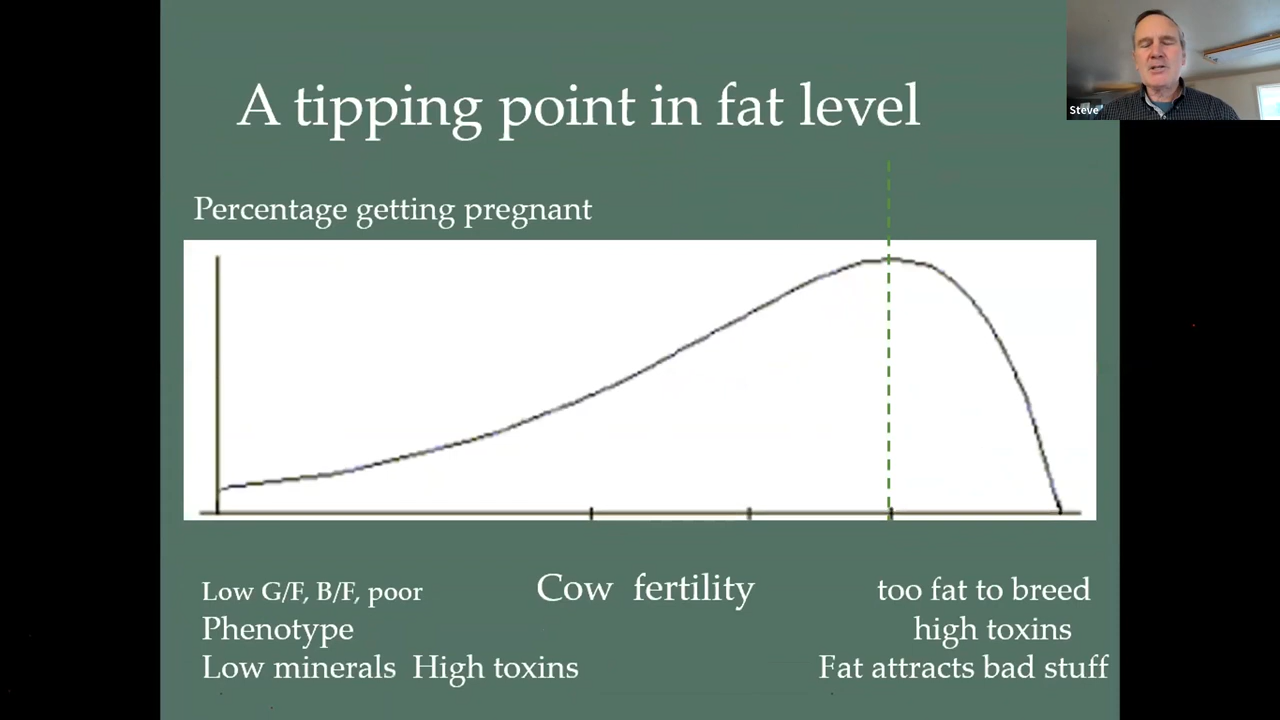 A tipping point in fat level
Steve
Percentage getting pregnant
Low G/F, B/F, poor
Phenotype
Low minerals High toxins
Cow fertility
too fat to breed
high toxins
Fat attracts bad stuff